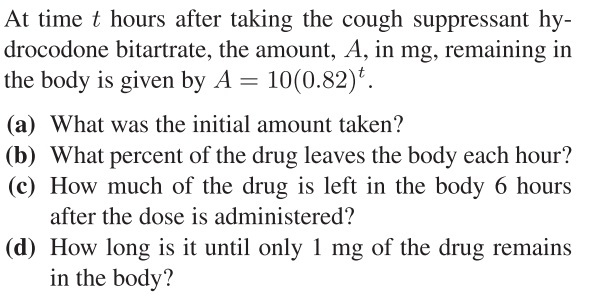 At time t hours after taking the cough suppressant hy-
drocodone bitartrate, the amount, A, in mg, remaining in
the body is given by A = 10(0.82)^t.
(a) What was the initial amount taken?
(b) What percent of the drug leaves the body each hour?
(c) How much of the drug is left in the body 6 hours
after the dose is administered?
(d) How long is it until only 1 mg of the drug remains
in the body?